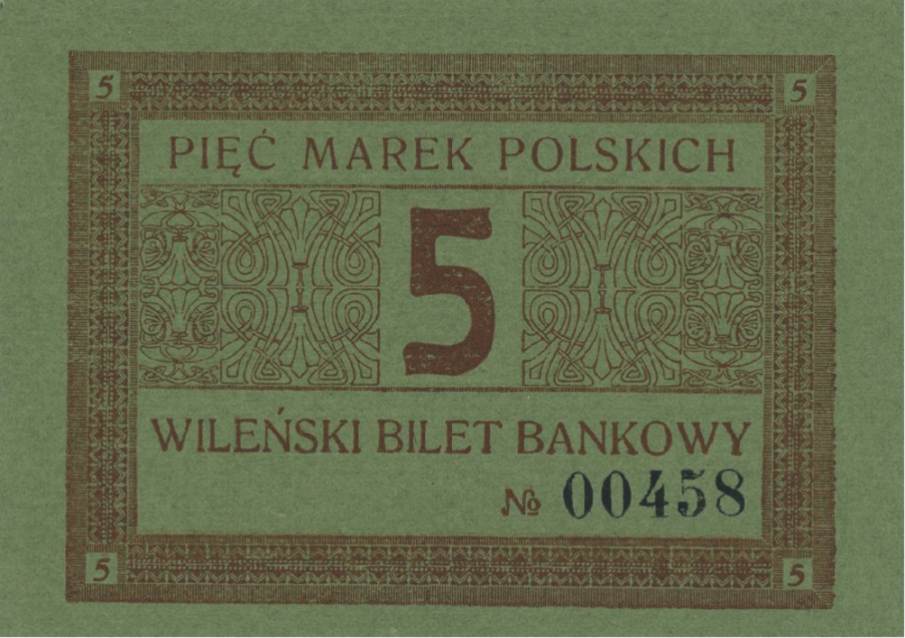 5 5
PIĘĆ MAREK POLSKICH
5
WILEŃSKI BILET BANKOWY
№ 00458
5 5